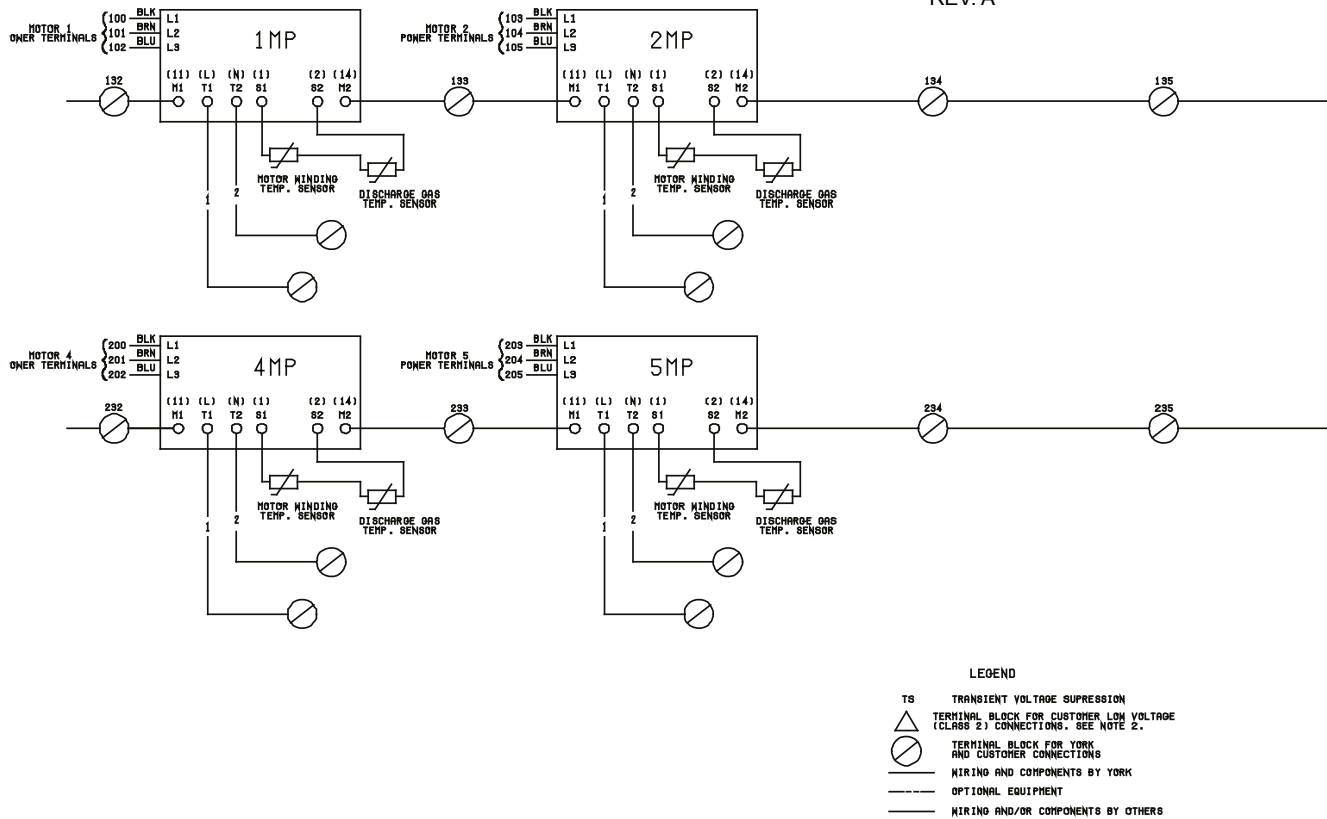 REV. A
MOTOR 1
OWER TERMINALS
100 BLK L1
101 BRN L2
102 BLU L3
1MP
MOTOR 2
POWER TERMINALS
103 BLK L1
104 BRN L2
105 BLU L3
2MP
132
(11) (L) (N) (1) (2) (14)
M1 T1 T2 S1 S2 M2
133
(11) (L) (N) (1) (2) (14)
M1 T1 T2 S1 S2 M2
134
135
MOTOR WINDING
TEMP. SENSOR
DISCHARGE GAS
TEMP. SENSOR
1
2
MOTOR WINDING
TEMP. SENSOR
DISCHARGE GAS
TEMP. SENSOR
1
2
MOTOR 4
OWER TERMINALS
200 BLK L1
201 BRN L2
202 BLU L3
4MP
MOTOR 5
POWER TERMINALS
203 BLK L1
204 BRN L2
205 BLU L3
5MP
232
(11) (L) (N) (1) (2) (14)
M1 T1 T2 S1 S2 M2
233
(11) (L) (N) (1) (2) (14)
M1 T1 T2 S1 S2 M2
234
235
MOTOR WINDING
TEMP. SENSOR
DISCHARGE GAS
TEMP. SENSOR
1
2
MOTOR WINDING
TEMP. SENSOR
DISCHARGE GAS
TEMP. SENSOR
1
2
LEGEND
TS TRANSIENT VOLTAGE SUPRESSION
TERMINAL BLOCK FOR CUSTOMER LOW VOLTAGE
(CLASS 2) CONNECTIONS. SEE NOTE 2.
TERMINAL BLOCK FOR YORK
AND CUSTOMER CONNECTIONS
WIRING AND COMPONENTS BY YORK
OPTIONAL EQUIPMENT
WIRING AND/OR COMPONENTS BY OTHERS